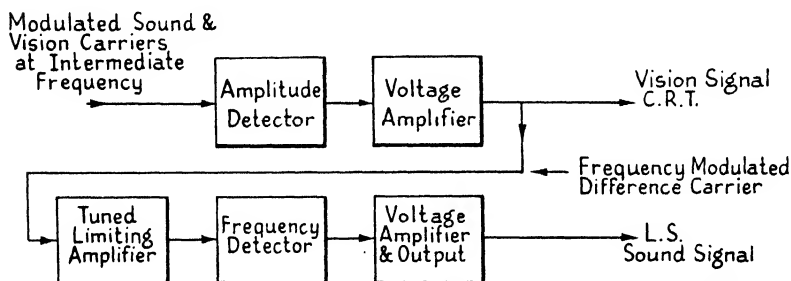 Modulated Sound &
Vision Carriers
at Intermediate
Frequency
Amplitude
Detector
Voltage
Amplifier
Vision Signal
C.R.T.
Frequency Modulated
Difference Carrier
Tuned
Limiting
Amplifier
Frequency
Detector
Voltage
Amplifier
& Output
L.S.
Sound Signal